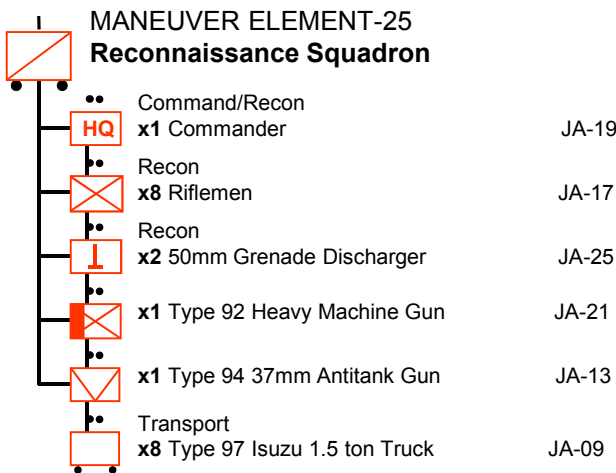 MANEUVER ELEMENT-25
Reconnaissance Squadron
Command/Recon
HQ x1 Commander JA-19
Recon
x8 Riflemen JA-17
Recon
x2 50mm Grenade Discharger JA-25
x1 Type 92 Heavy Machine Gun JA-21
x1 Type 94 37mm Antitank Gun JA-13
Transport
x8 Type 97 Isuzu 1.5 ton Truck JA-09